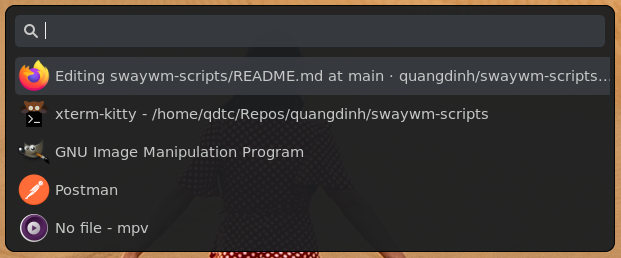 Editing swaywm-scripts/README.md at main · quangdinh/swaywm-scripts...
xterm-kitty - /home/qdtc/Repos/quangdinh/swaywm-scripts
GNU Image Manipulation Program
Postman
No file - mpv